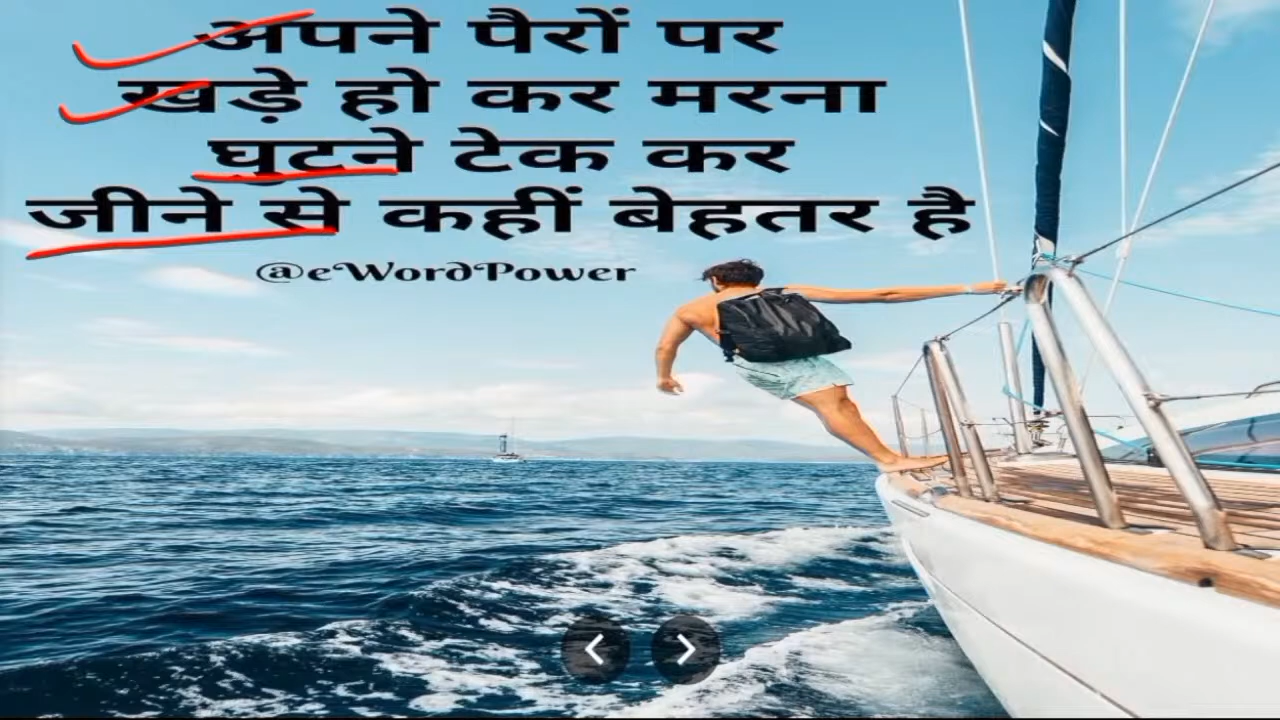 अपने पैरों पर
खड़े हो कर मरना
घुटने टेक कर
जीने से कहीं बेहतर है
@eWordPower